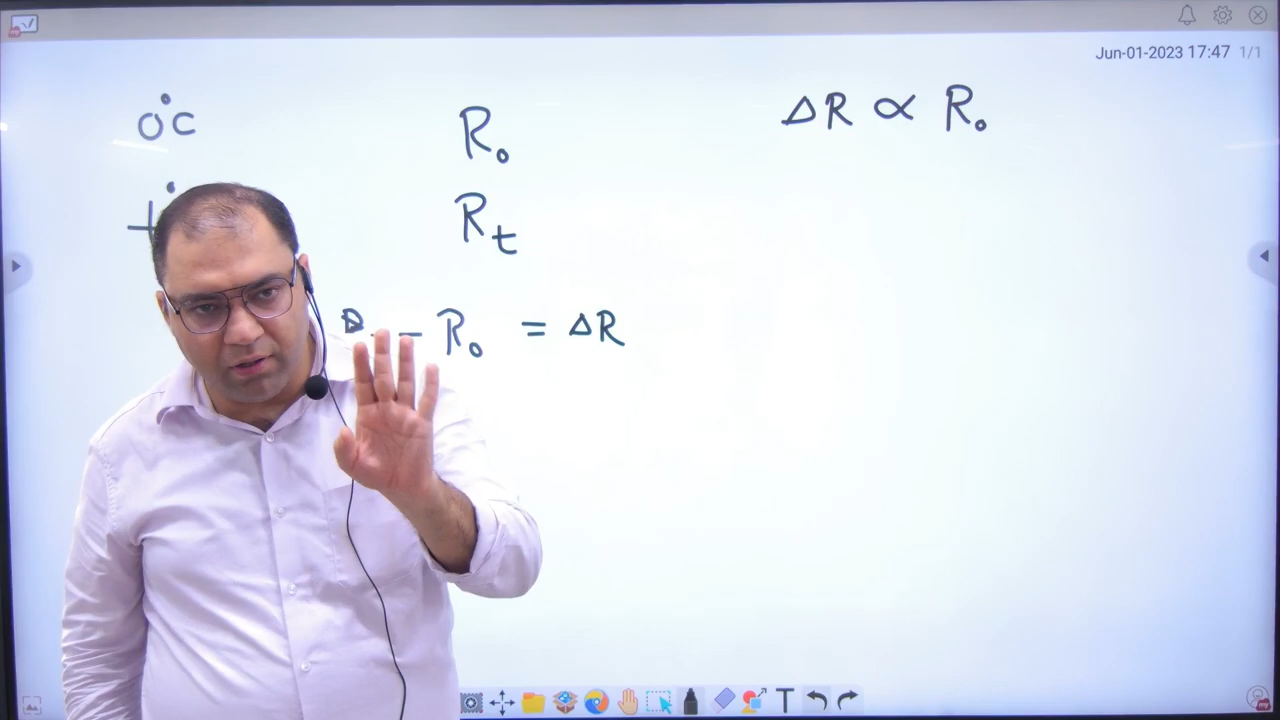 Jun-01-2023 17:47 1/1
0°C R₀ ΔR ∝ R₀
t° Rₜ
− R₀ = ΔR